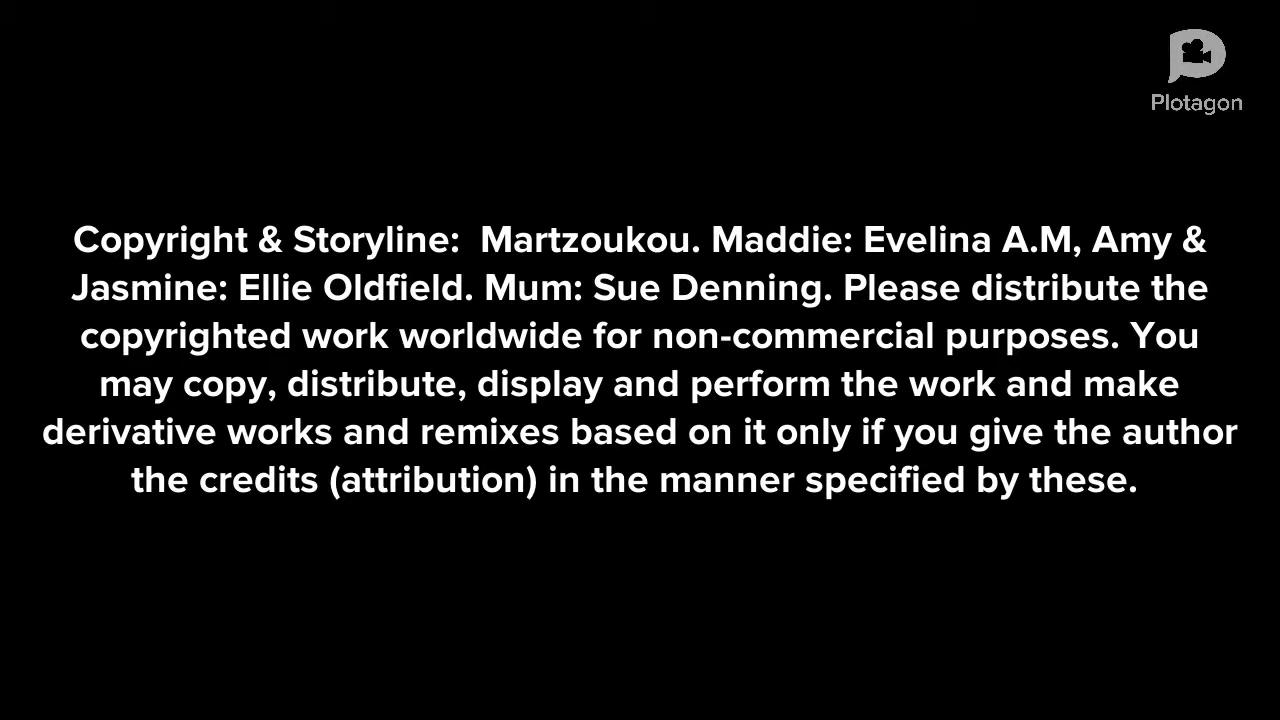 Plotagon
Copyright & Storyline:  Martzoukou. Maddie: Evelina A.M, Amy &
Jasmine: Ellie Oldfield. Mum: Sue Denning. Please distribute the
copyrighted work worldwide for non-commercial purposes. You
may copy, distribute, display and perform the work and make
derivative works and remixes based on it only if you give the author
the credits (attribution) in the manner specified by these.